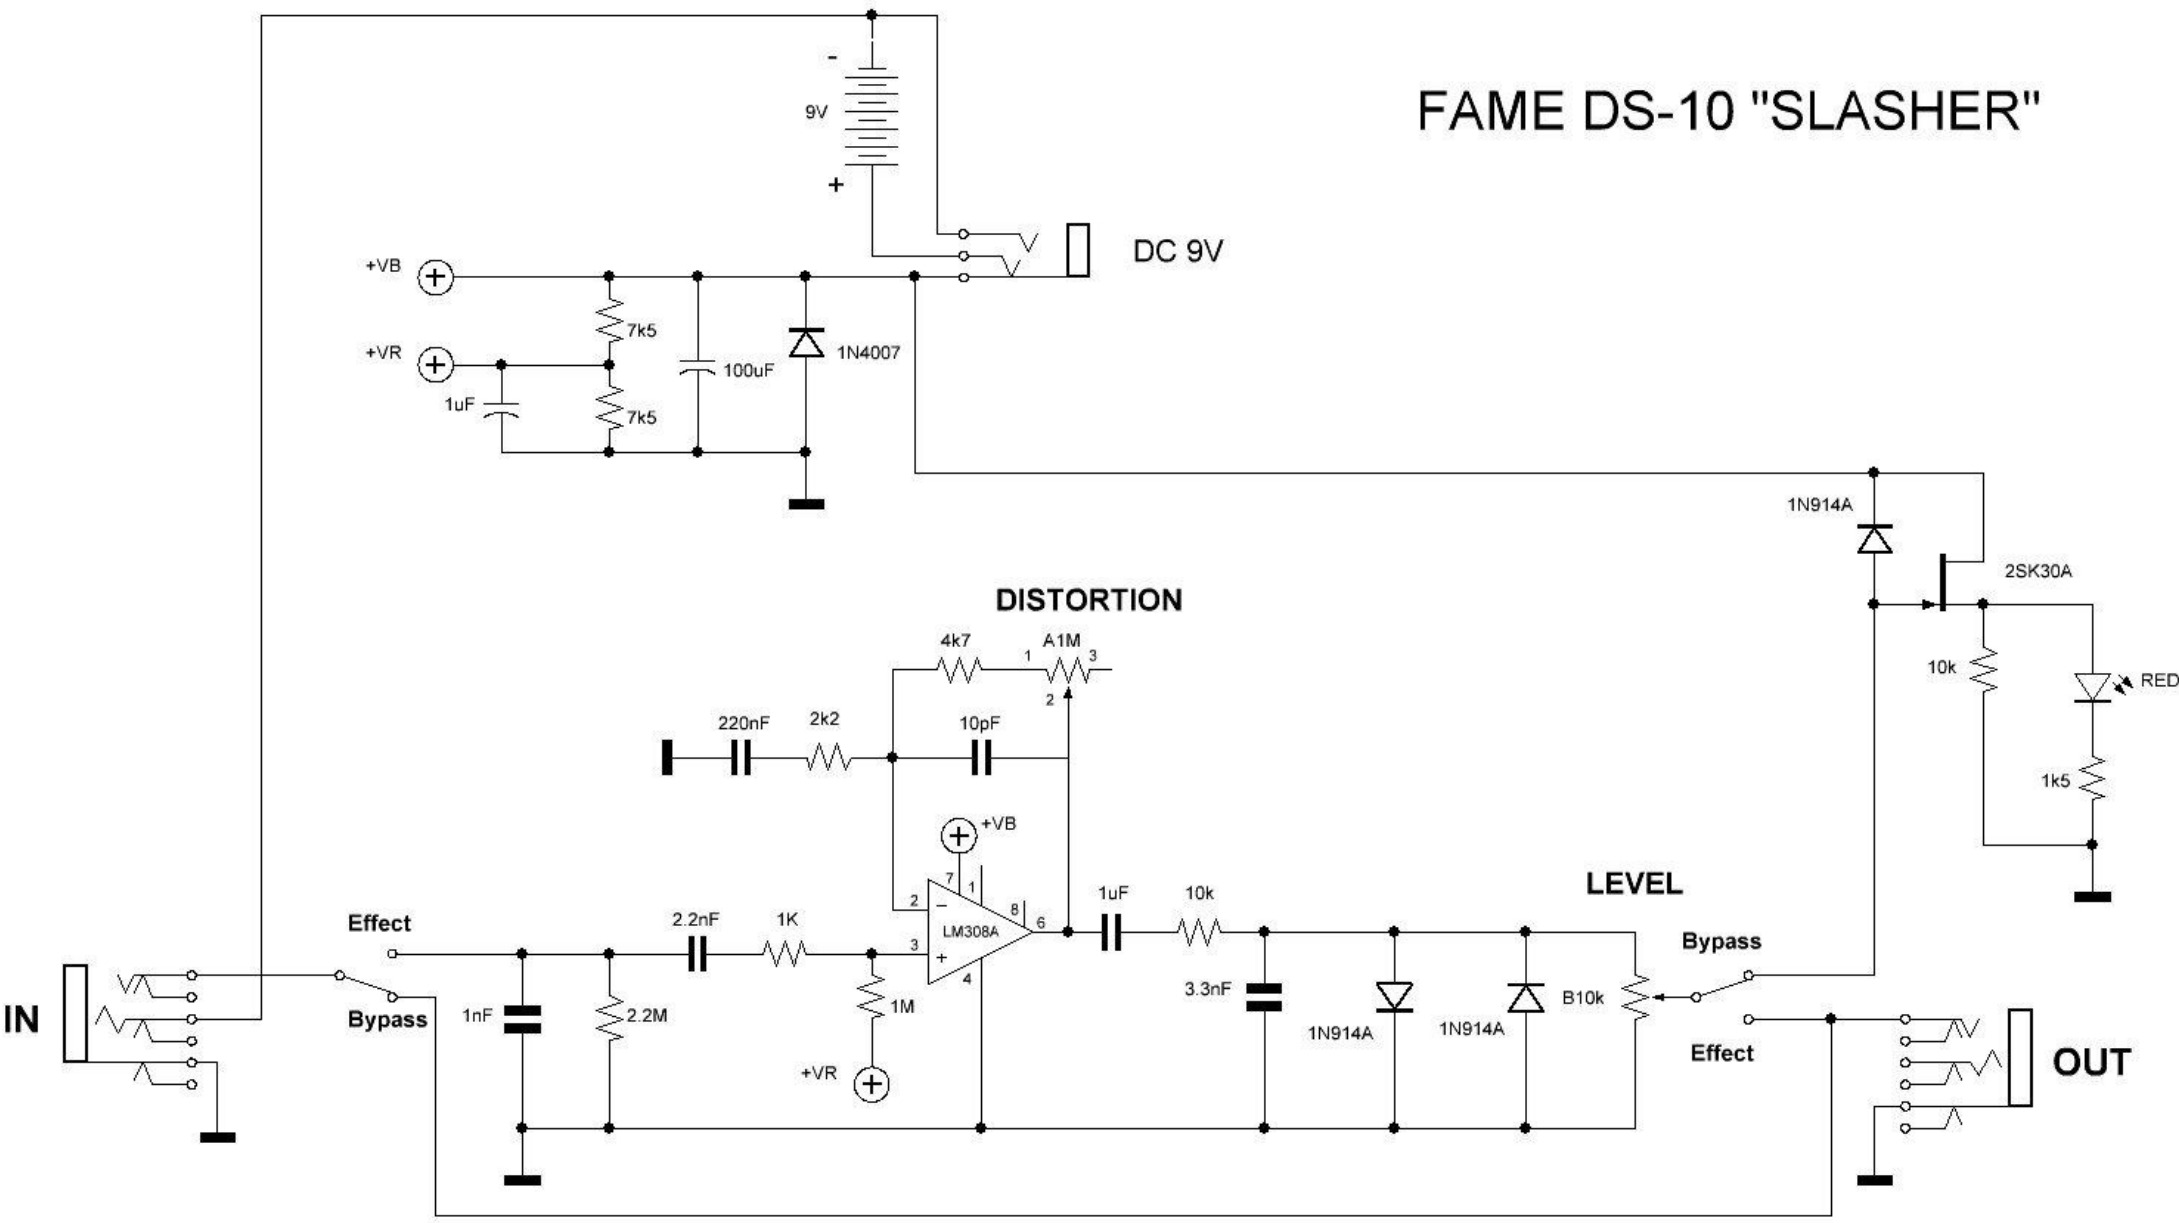 -
9V
+
FAME DS-10 "SLASHER"
DC 9V
+VB
+
7k5
+VR
+
1N4007
100uF
1uF
7k5
1N914A
2SK30A
DISTORTION
4k7
A1M
1
3
2
10k
RED
220nF
2k2
10pF
1k5
+VB
+
7
1
2
−
8
6
LM308A
3
+
4
1uF
10k
LEVEL
Effect
2.2nF
1K
Bypass
IN
Bypass
1nF
2.2M
1M
+VR
+
3.3nF
1N914A
1N914A
B10k
Effect
OUT